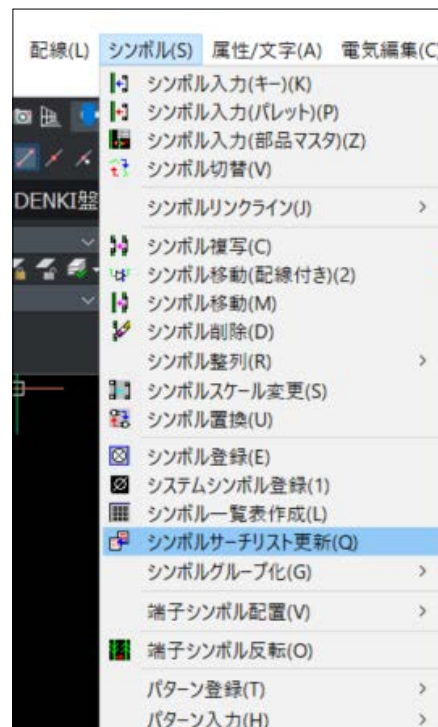 配線(L) シンボル(S) 属性/文字(A) 電気編集(C
シンボル入力(キー)(K)
シンボル入力(パレット)(P)
シンボル入力(部品マスタ)(Z)
シンボル切替(V)
DENKI盤
シンボルリンクライン(J)
シンボル複写(C)
シンボル移動(配線付き)(2)
シンボル移動(M)
シンボル削除(D)
シンボル整列(R)
シンボルスケール変更(S)
シンボル置換(U)
シンボル登録(E)
システムシンボル登録(1)
シンボル一覧表作成(L)
シンボルサーチリスト更新(Q)
シンボルグループ化(G)
端子シンボル配置(V)
端子シンボル反転(O)
パターン登録(T)
パターン入力(H)